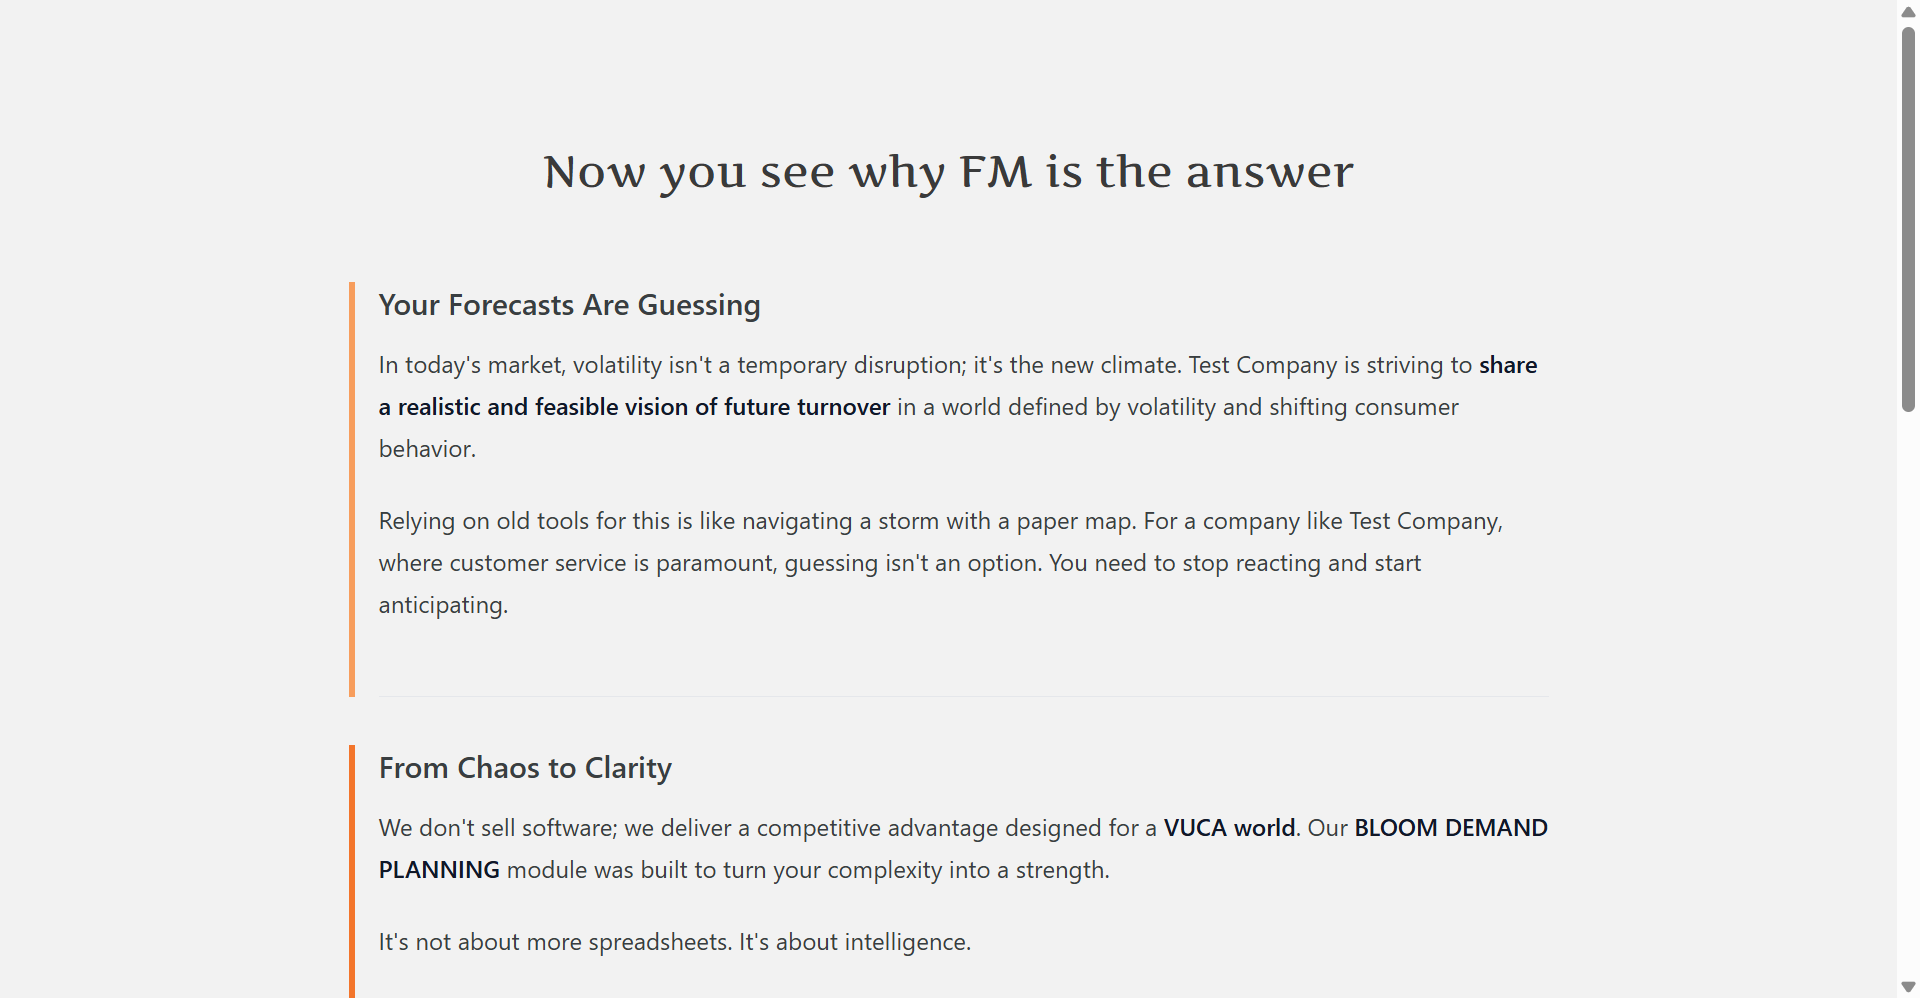 Now you see why FM is the answer
Your Forecasts Are Guessing
In today's market, volatility isn't a temporary disruption; it's the new climate. Test Company is striving to share
a realistic and feasible vision of future turnover in a world defined by volatility and shifting consumer
behavior.
Relying on old tools for this is like navigating a storm with a paper map. For a company like Test Company,
where customer service is paramount, guessing isn't an option. You need to stop reacting and start
anticipating.
From Chaos to Clarity
We don't sell software; we deliver a competitive advantage designed for a VUCA world. Our BLOOM DEMAND
PLANNING module was built to turn your complexity into a strength.
It's not about more spreadsheets. It's about intelligence.